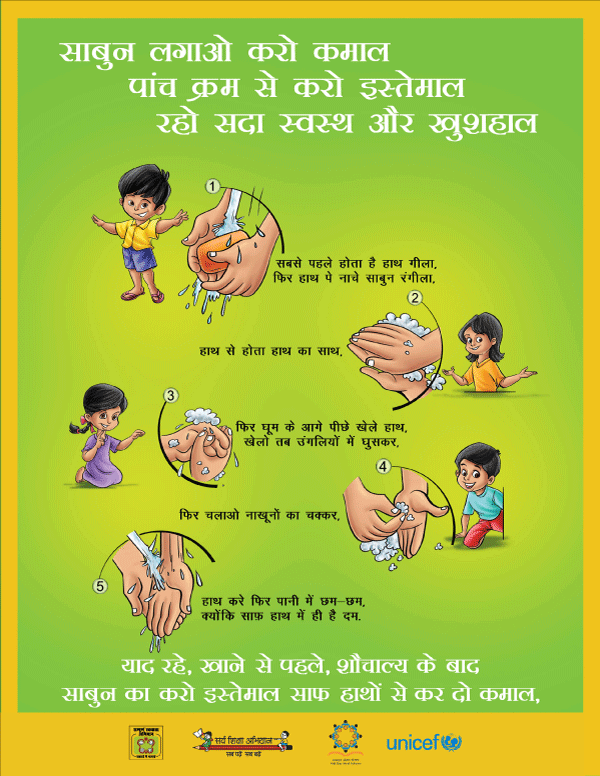 साबुन लगाओ करो कमाल
पांच क्रम से करो इस्तेमाल
रहो सदा स्वस्थ और खुशहाल
1
सबसे पहले होता है हाथ गीला,
फिर हाथ पे नाचे साबुन रंगीला,
2
हाथ से होता हाथ का साथ,
3
फिर घूम के आगे पीछे खेले हाथ,
खेलो तब उंगलियों में घुसकर,
4
फिर चलाओ नाखूनों का चक्कर,
5
हाथ करे फिर पानी में छम-छम,
क्योंकि साफ़ हाथ में ही है दम.
याद रहे, खाने से पहले, शौचाल्य के बाद
साबुन का करो इस्तेमाल साफ हाथों से कर दो कमाल,
सर्व शिक्षा अभियान
सब पढ़ें सब बढ़ें
unicef